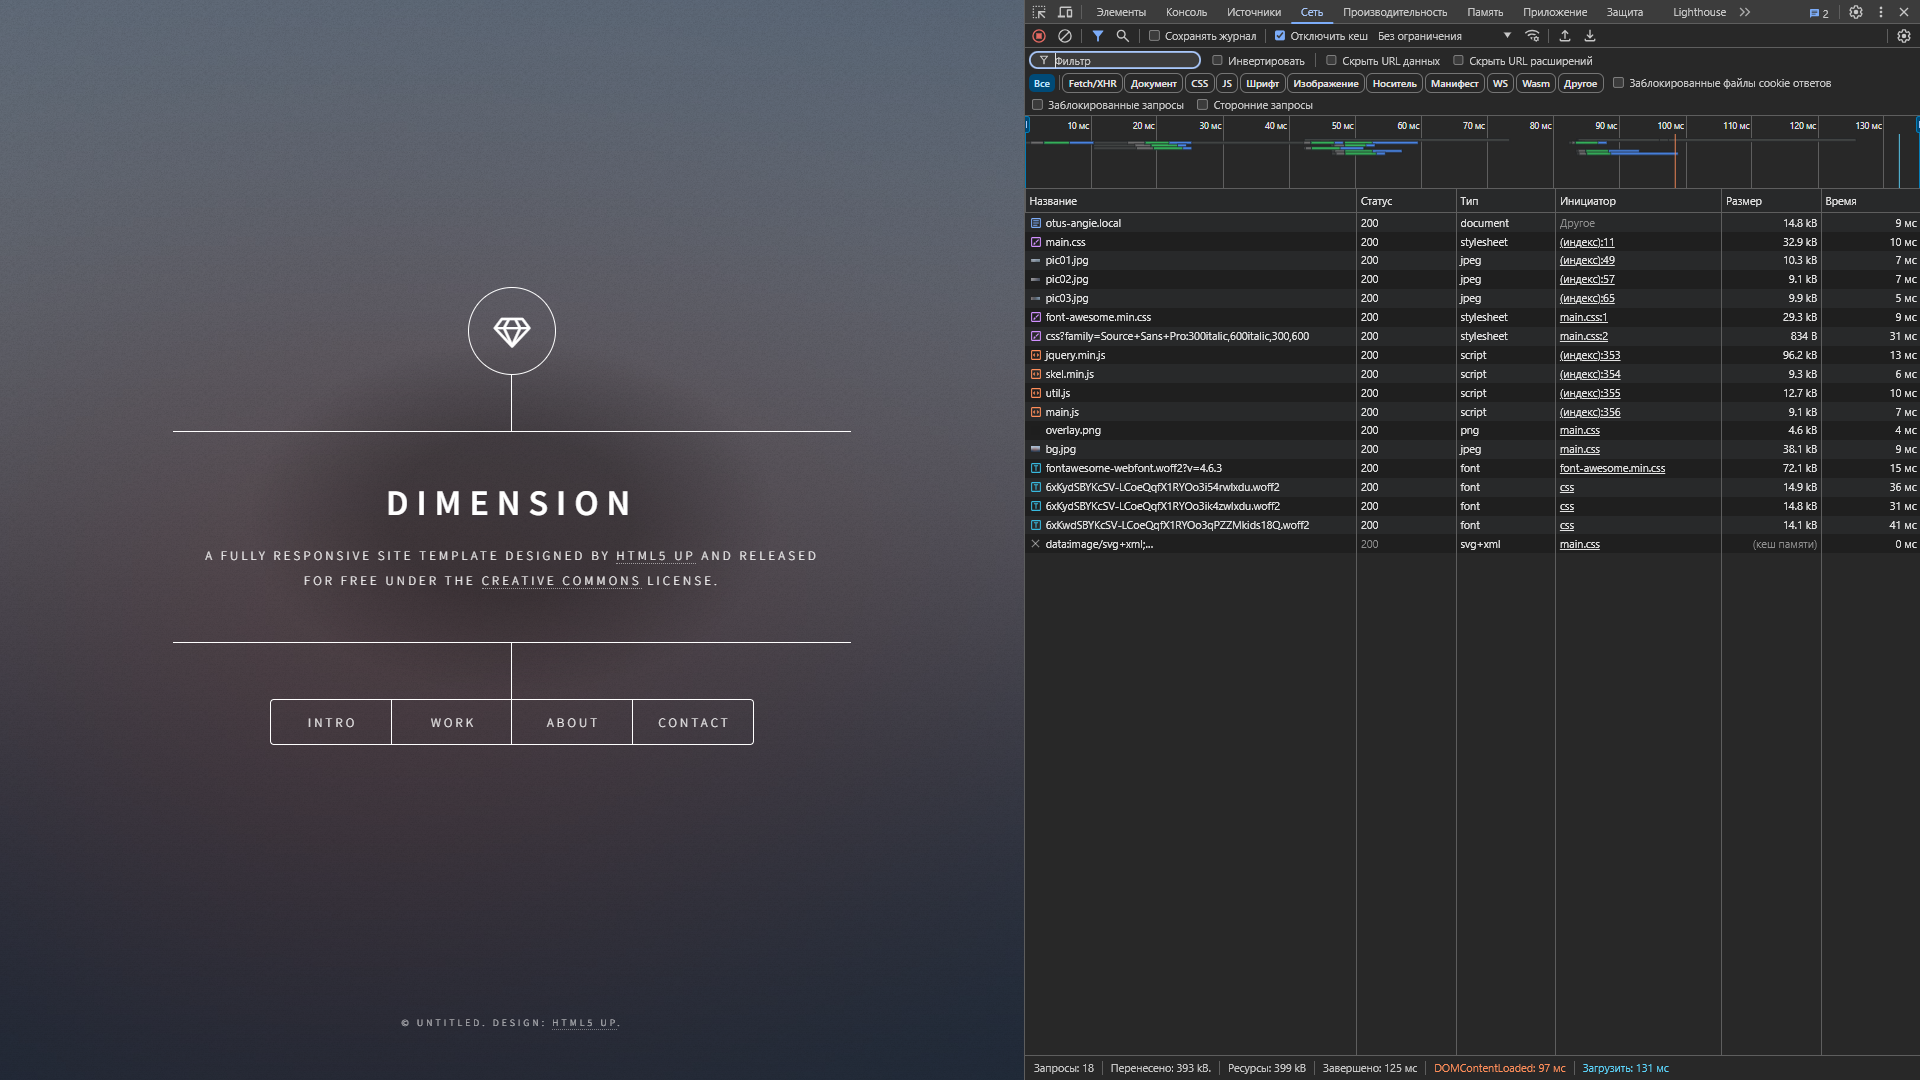 DIMENSION
A FULLY RESPONSIVE SITE TEMPLATE DESIGNED BY HTML5 UP AND RELEASED
FOR FREE UNDER THE CREATIVE COMMONS LICENSE.
INTRO WORK ABOUT CONTACT
© UNTITLED. DESIGN: HTML5 UP.
Элементы Консоль Источники Сеть Производительность Память Приложение Защита Lighthouse 2
Сохранять журнал Отключить кеш Без ограничения
Фильтр Инвертировать Скрыть URL данных Скрыть URL расширений
Все Fetch/XHR Документ CSS JS Шрифт Изображение Носитель Манифест WS Wasm Другое Заблокированные файлы cookie ответов
Заблокированные запросы Сторонние запросы
10 мс 20 мс 30 мс 40 мс 50 мс 60 мс 70 мс 80 мс 90 мс 100 мс 110 мс 120 мс 130 мс
Название Статус Тип Инициатор Размер Время
otus-angie.local 200 document Другое 14.8 kB 9 мс
main.css 200 stylesheet (индекс):11 32.9 kB 10 мс
pic01.jpg 200 jpeg (индекс):49 10.3 kB 7 мс
pic02.jpg 200 jpeg (индекс):57 9.1 kB 7 мс
pic03.jpg 200 jpeg (индекс):65 9.9 kB 5 мс
font-awesome.min.css 200 stylesheet main.css:1 29.3 kB 9 мс
css?family=Source+Sans+Pro:300italic,600italic,300,600 200 stylesheet main.css:2 834 B 31 мс
jquery.min.js 200 script (индекс):353 96.2 kB 13 мс
skel.min.js 200 script (индекс):354 9.3 kB 6 мс
util.js 200 script (индекс):355 12.7 kB 10 мс
main.js 200 script (индекс):356 9.1 kB 7 мс
overlay.png 200 png main.css 4.6 kB 4 мс
bg.jpg 200 jpeg main.css 38.1 kB 9 мс
fontawesome-webfont.woff2?v=4.6.3 200 font font-awesome.min.css 72.1 kB 15 мс
6xKydSBYKcSV-LCoeQqfX1RYOo3i54rwlxdu.woff2 200 font css 14.9 kB 36 мс
6xKydSBYKcSV-LCoeQqfX1RYOo3ik4zwlxdu.woff2 200 font css 14.8 kB 31 мс
6xKwdSBYKcSV-LCoeQqfX1RYOo3qPZZMkids18Q.woff2 200 font css 14.1 kB 41 мс
data:image/svg+xml;... 200 svg+xml main.css (кеш памяти) 0 мс
Запросы: 18 Перенесено: 393 kB. Ресурсы: 399 kB Завершено: 125 мс DOMContentLoaded: 97 мс Загрузить: 131 мс